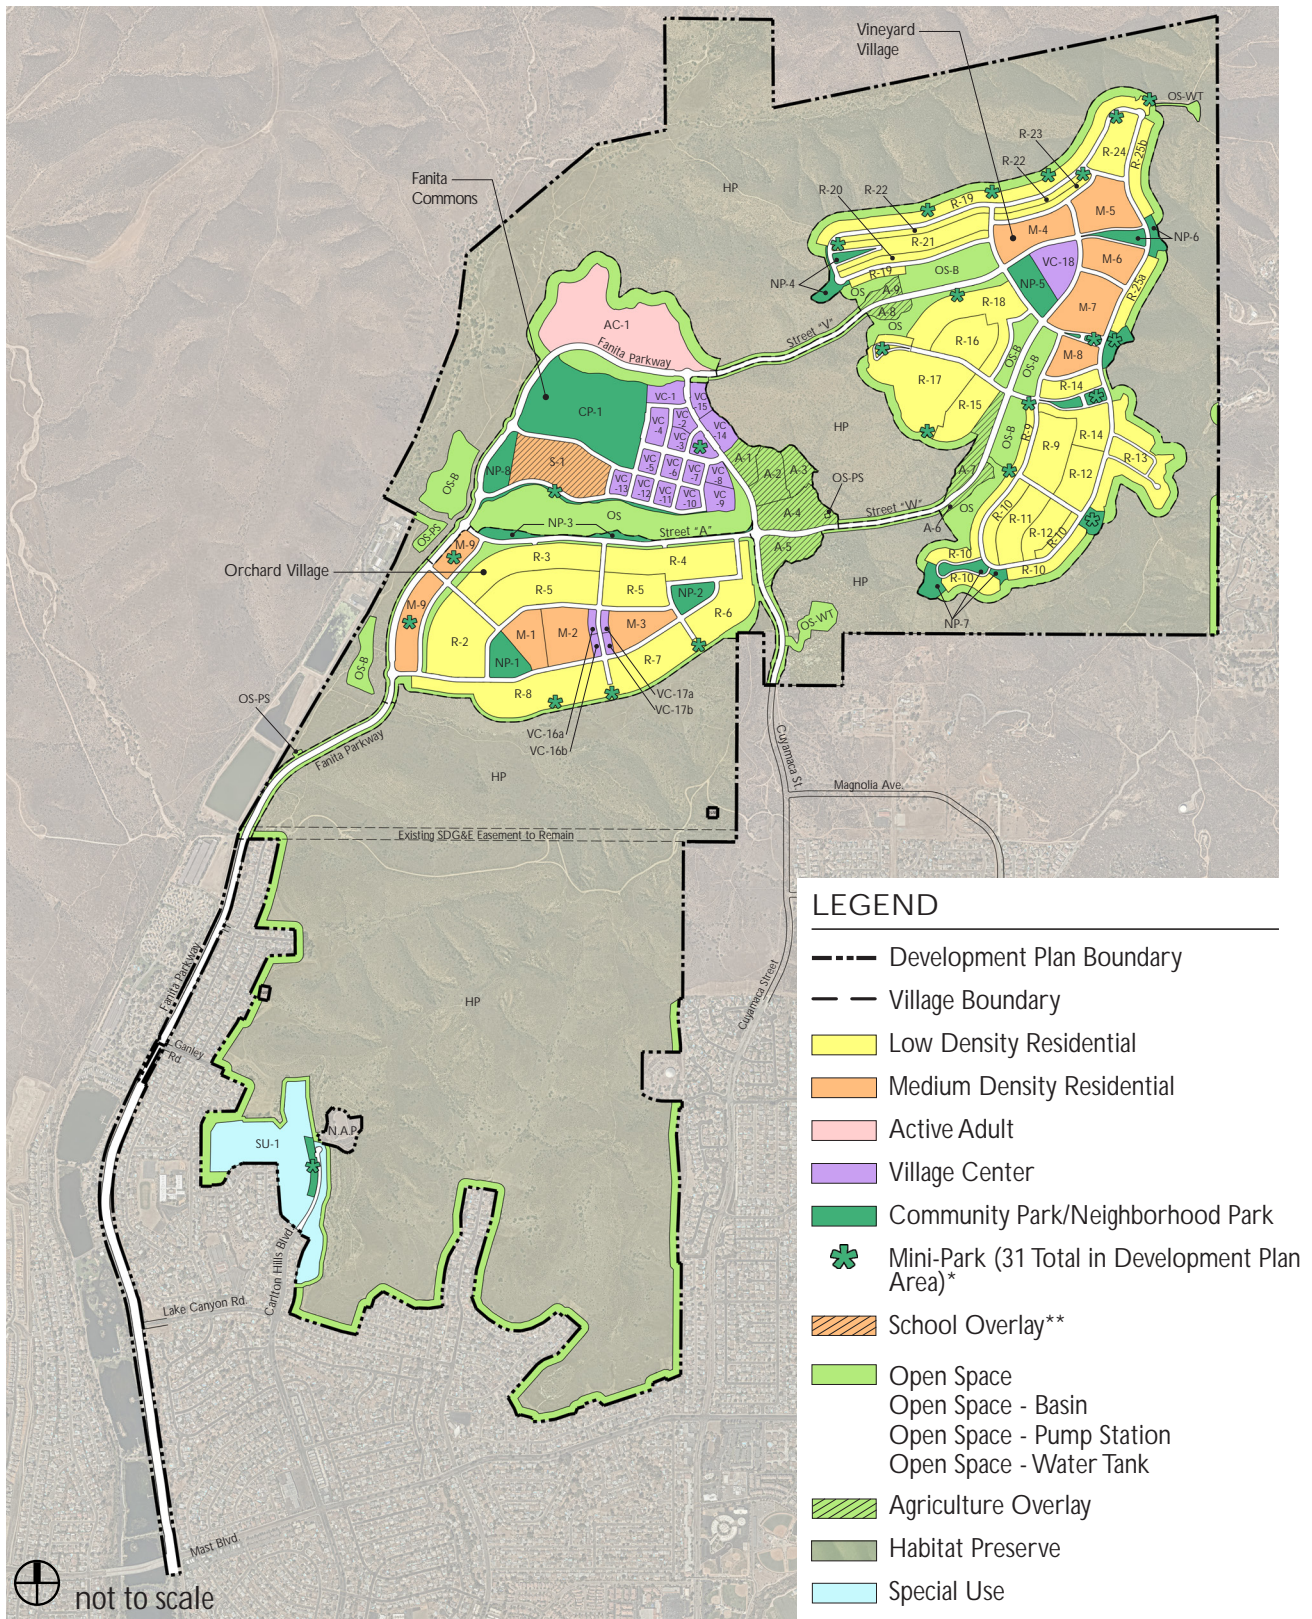 Vineyard
Village
OS-WT
R-23
R-24
R-25b
R-22
Fanita
Commons
HP
R-20
R-22
R-19
M-5
R-21
M-4
NP-6
VC-18
M-6
R-19
OS-B
NP-4
OS
A-9
NP-5
R-25a
AC-1
R-18
A-8
M-7
OS
Street "V"
Fanita Parkway
R-16
OS-B
OS-B
M-8
R-17
R-14
CP-1
VC-1
VC
-15
R-15
VC
-4
VC
-2
VC
-14
VC
-3
HP
OS-B
R-9
R-9
R-14
S-1
A-1
NP-8
VC
-5
VC
-6
VC
-7
VC
-8
A-2
A-3
A-7
R-12
R-13
OS-B
VC
-13
VC
-12
VC
-11
VC
-10
VC
-9
OS-PS
OS
OS
A-4
Street "W"
R-10
R-11
NP-3
A-6
OS-PS
Street "A"
R-12
R-10
M-9
A-5
R-3
R-4
R-10
Orchard Village
R-10
R-10
HP
R-5
R-5
NP-2
M-9
R-6
NP-7
OS-WT
M-1
M-2
M-3
R-2
OS-B
NP-1
R-7
R-8
VC-17a
OS-PS
VC-17b
VC-16a
VC-16b
Fanita Parkway
HP
Cuyamaca St.
Magnolia Ave.
Existing SDG&E Easement to Remain
LEGEND
Development Plan Boundary
Village Boundary
Low Density Residential
Medium Density Residential
Active Adult
Village Center
Community Park/Neighborhood Park
Mini-Park (31 Total in Development Plan
Area)*
School Overlay**
Open Space
Open Space - Basin
Open Space - Pump Station
Open Space - Water Tank
Agriculture Overlay
Habitat Preserve
Special Use
Fanita Parkway
HP
Cuyamaca Street
Ganley
Rd.
N.A.P.
SU-1
Carlton Hills Blvd.
Lake Canyon Rd.
Mast Blvd.
not to scale